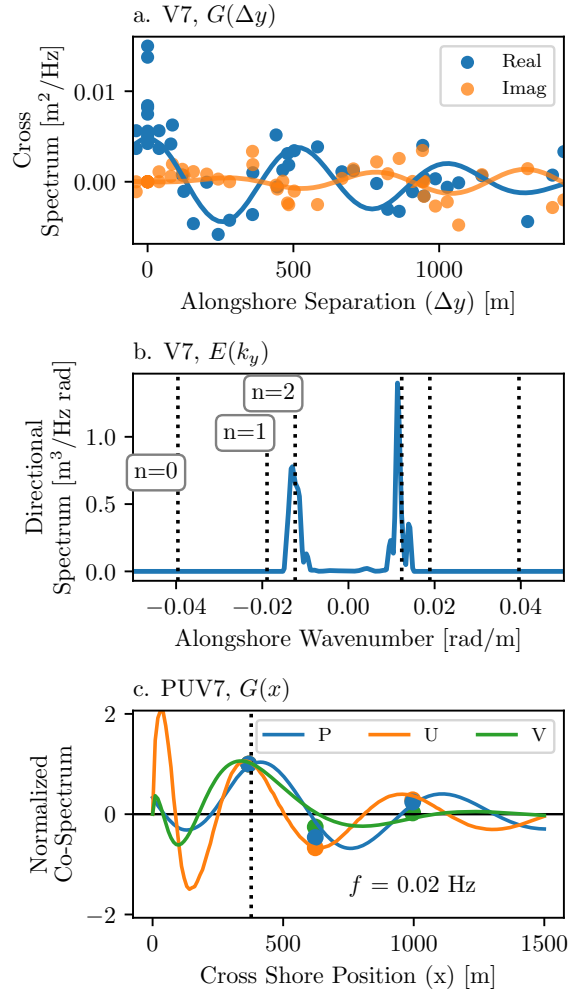 a. V7, G(Δy)
Cross
Spectrum [m²/Hz]
0.01
0.00
Real
Imag
0
500
1000
Alongshore Separation (Δy) [m]
b. V7, E(k_y)
Directional
Spectrum [m³/Hz rad]
1.0
0.5
0.0
n=2
n=1
n=0
−0.04
−0.02
0.00
0.02
0.04
Alongshore Wavenumber [rad/m]
c. PUV7, G(x)
Normalized
Co-Spectrum
2
0
−2
P U V
f = 0.02 Hz
0
500
1000
1500
Cross Shore Position (x) [m]